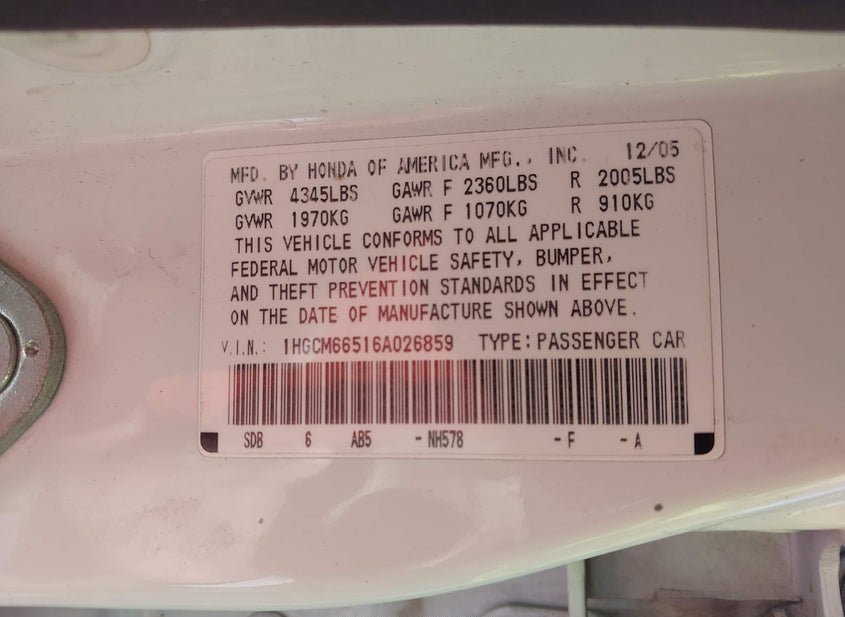 MFD. BY HONDA OF AMERICA MFG., INC. 12/05
GVWR 4345LBS GAWR F 2360LBS R 2005LBS
GVWR 1970KG GAWR F 1070KG R 910KG
THIS VEHICLE CONFORMS TO ALL APPLICABLE
FEDERAL MOTOR VEHICLE SAFETY, BUMPER,
AND THEFT PREVENTION STANDARDS IN EFFECT
ON THE DATE OF MANUFACTURE SHOWN ABOVE.
V.I.N.: 1HGCM66516A026859 TYPE: PASSENGER CAR
SDB 6 AB5 -NH578 -F -A